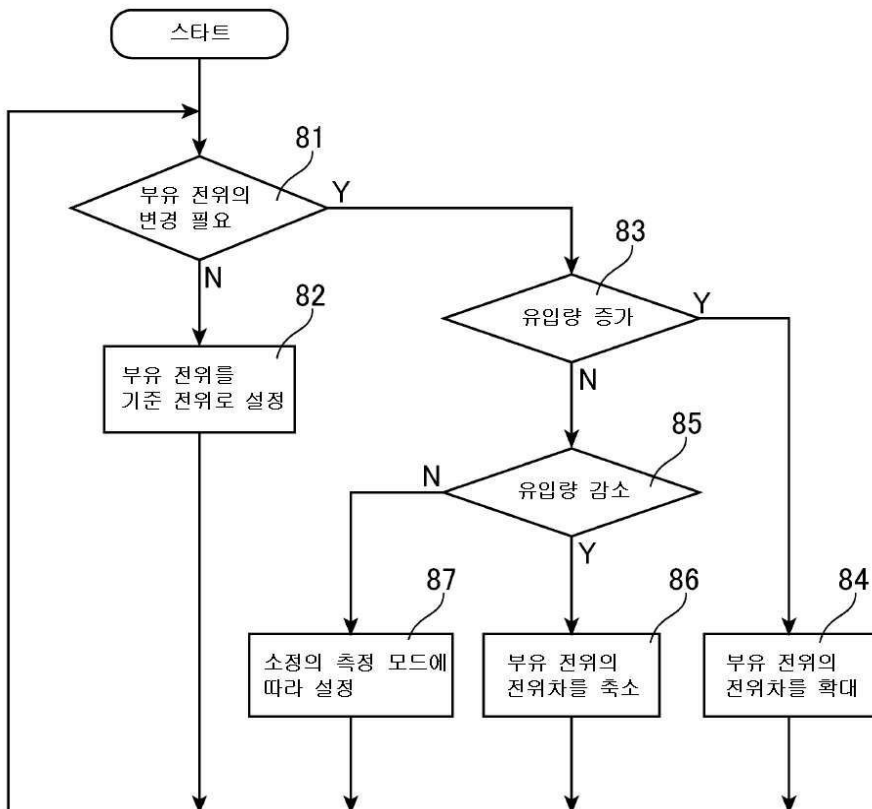 스타트
81
부유 전위의
변경 필요
Y
N
83
유입량 증가
Y
N
82
부유 전위를
기준 전위로 설정
85
유입량 감소
N
Y
87
소정의 측정 모드에
따라 설정
86
부유 전위의
전위차를 축소
84
부유 전위의
전위차를 확대